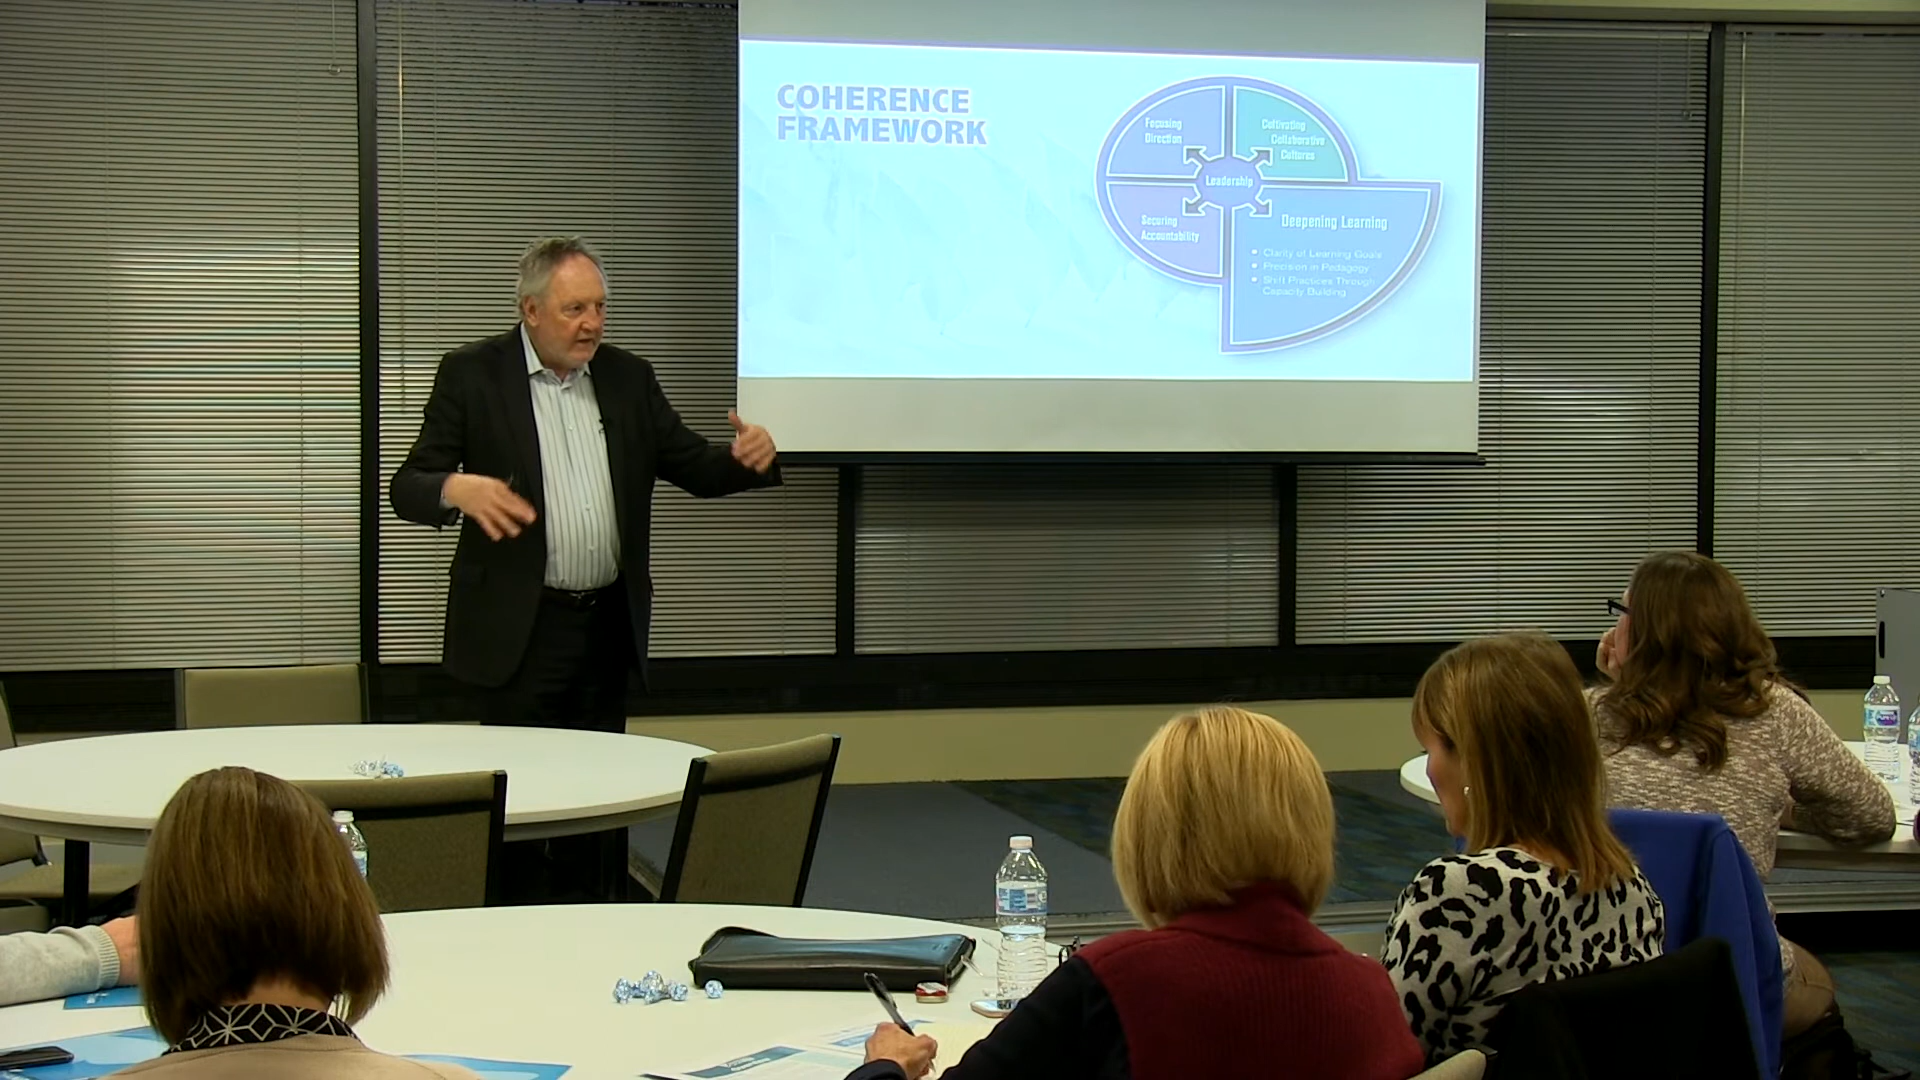 COHERENCE
FRAMEWORK
Focusing
Direction
Cultivating
Collaborative
Cultures
Leadership
Securing
Accountability
Deepening Learning
• Clarity of Learning Goals
• Precision in Pedagogy
• Shift Practices Through
Capacity Building